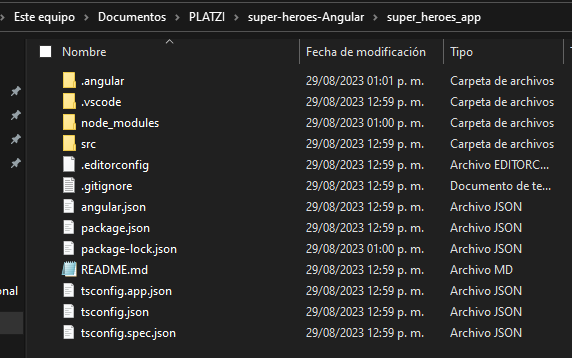 Este equipo > Documentos > PLATZI > super-heroes-Angular > super_heroes_app
Nombre Fecha de modificación Tipo
.angular 29/08/2023 01:01 p. m. Carpeta de archivos
.vscode 29/08/2023 12:59 p. m. Carpeta de archivos
node_modules 29/08/2023 01:00 p. m. Carpeta de archivos
src 29/08/2023 12:59 p. m. Carpeta de archivos
.editorconfig 29/08/2023 12:59 p. m. Archivo EDITORC...
.gitignore 29/08/2023 12:59 p. m. Documento de te...
angular.json 29/08/2023 12:59 p. m. Archivo JSON
package.json 29/08/2023 12:59 p. m. Archivo JSON
package-lock.json 29/08/2023 01:00 p. m. Archivo JSON
README.md 29/08/2023 12:59 p. m. Archivo MD
onal tsconfig.app.json 29/08/2023 12:59 p. m. Archivo JSON
tsconfig.json 29/08/2023 12:59 p. m. Archivo JSON
tsconfig.spec.json 29/08/2023 12:59 p. m. Archivo JSON